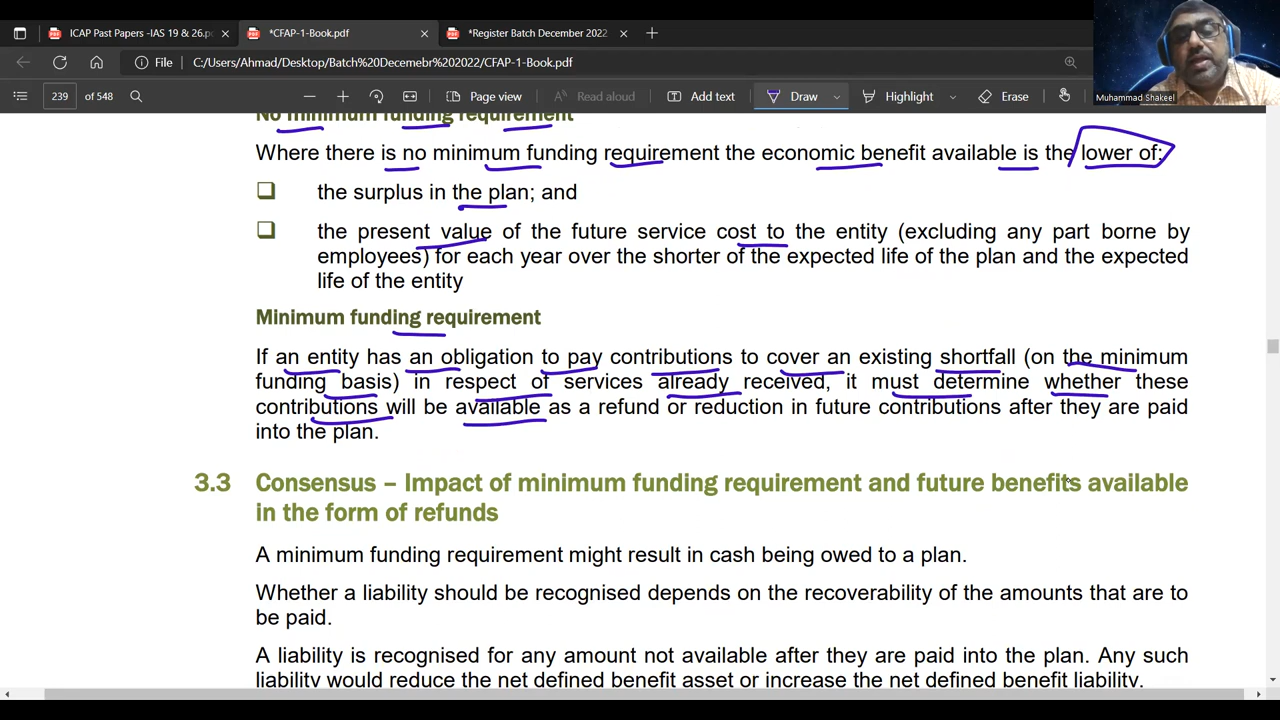 ICAP Past Papers -IAS 19 & 26.pdf
*CFAP-1-Book.pdf
*Register Batch December 2022
File
C:/Users/Ahmad/Desktop/Batch%20Decemebr%202022/CFAP-1-Book.pdf
239 of 548
Page view
Read aloud
Add text
Draw
Highlight
Erase
Muhammad Shakeel
No minimum funding requirement
Where there is no minimum funding requirement the economic benefit available is the lower of:
the surplus in the plan; and
the present value of the future service cost to the entity (excluding any part borne by
employees) for each year over the shorter of the expected life of the plan and the expected
life of the entity
Minimum funding requirement
If an entity has an obligation to pay contributions to cover an existing shortfall (on the minimum
funding basis) in respect of services already received, it must determine whether these
contributions will be available as a refund or reduction in future contributions after they are paid
into the plan.
3.3 Consensus – Impact of minimum funding requirement and future benefits available
in the form of refunds
A minimum funding requirement might result in cash being owed to a plan.
Whether a liability should be recognised depends on the recoverability of the amounts that are to
be paid.
A liability is recognised for any amount not available after they are paid into the plan. Any such
liability would reduce the net defined benefit asset or increase the net defined benefit liability.